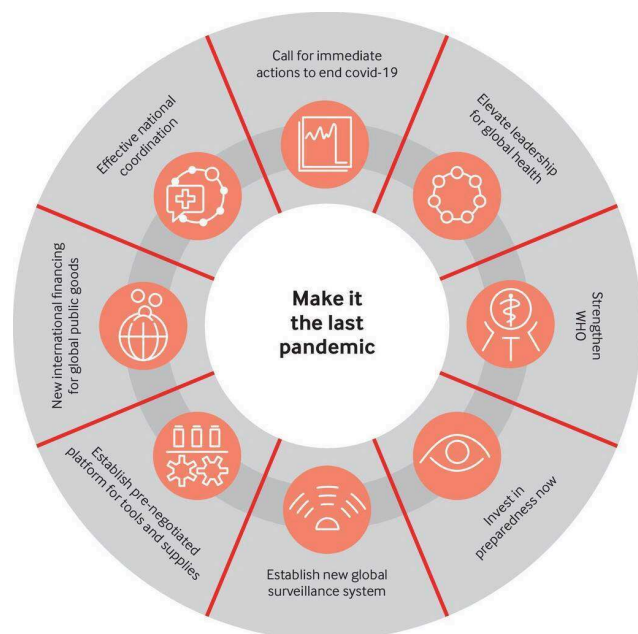 Call for immediate
actions to end covid-19
Elevate leadership
for global health
Strengthen
WHO
Invest in
preparedness now
Establish new global
surveillance system
Establish pre-negotiated
platform for tools and supplies
New international financing
for global public goods
Effective national
coordination
Make it
the last
pandemic